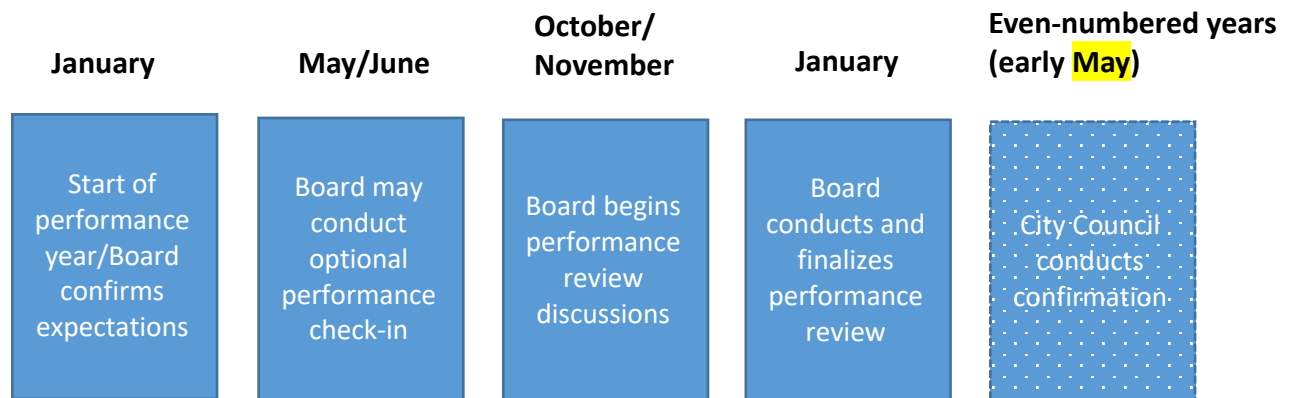 January
Start of
performance
year/Board
confirms
expectations
May/June
Board may
conduct
optional
performance
check-in
October/
November
Board begins
performance
review
discussions
January
Board
conducts and
finalizes
performance
review
Even-numbered years
(early May)
City Council
conducts
confirmation